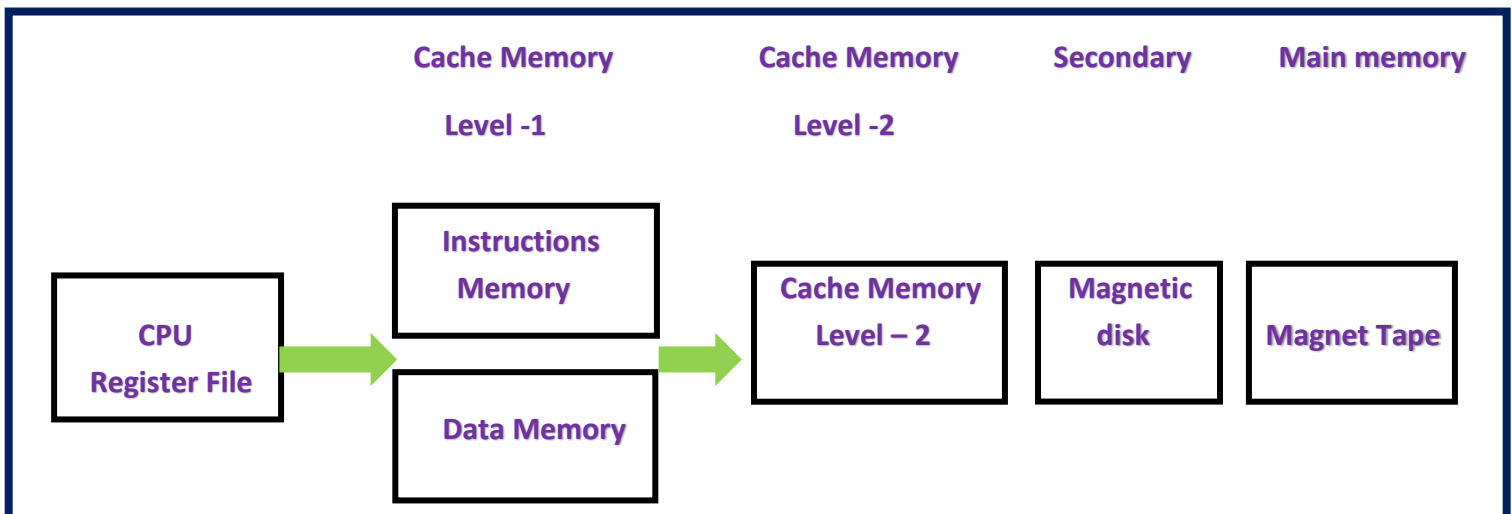 Cache Memory
Level -1
Cache Memory
Level -2
Secondary
Main memory
CPU
Register File
Instructions
Memory
Data Memory
Cache Memory
Level – 2
Magnetic
disk
Magnet Tape